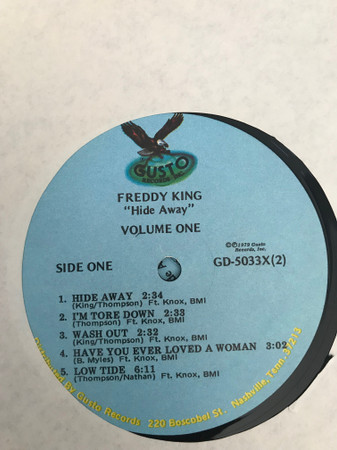 GUSTO
RECORDS
FREDDY KING
"Hide Away"
VOLUME ONE
℗©1979 Gusto
Records, Inc.
SIDE ONE
GD-5033X(2)
1. HIDE AWAY 2:34
(King/Thompson) Ft. Knox, BMI
2. I'M TORE DOWN 2:33
(Thompson) Ft. Knox, BMI
3. WASH OUT 2:32
(King/Thompson) Ft. Knox, BMI
4. HAVE YOU EVER LOVED A WOMAN 3:02
(B. Myles) Ft. Knox, BMI
5. LOW TIDE 6:11
(Thompson/Nathan) Ft. Knox, BMI
Distributed BY Gusto Records 220 Boscobel St. Nashville, Tenn. 37213